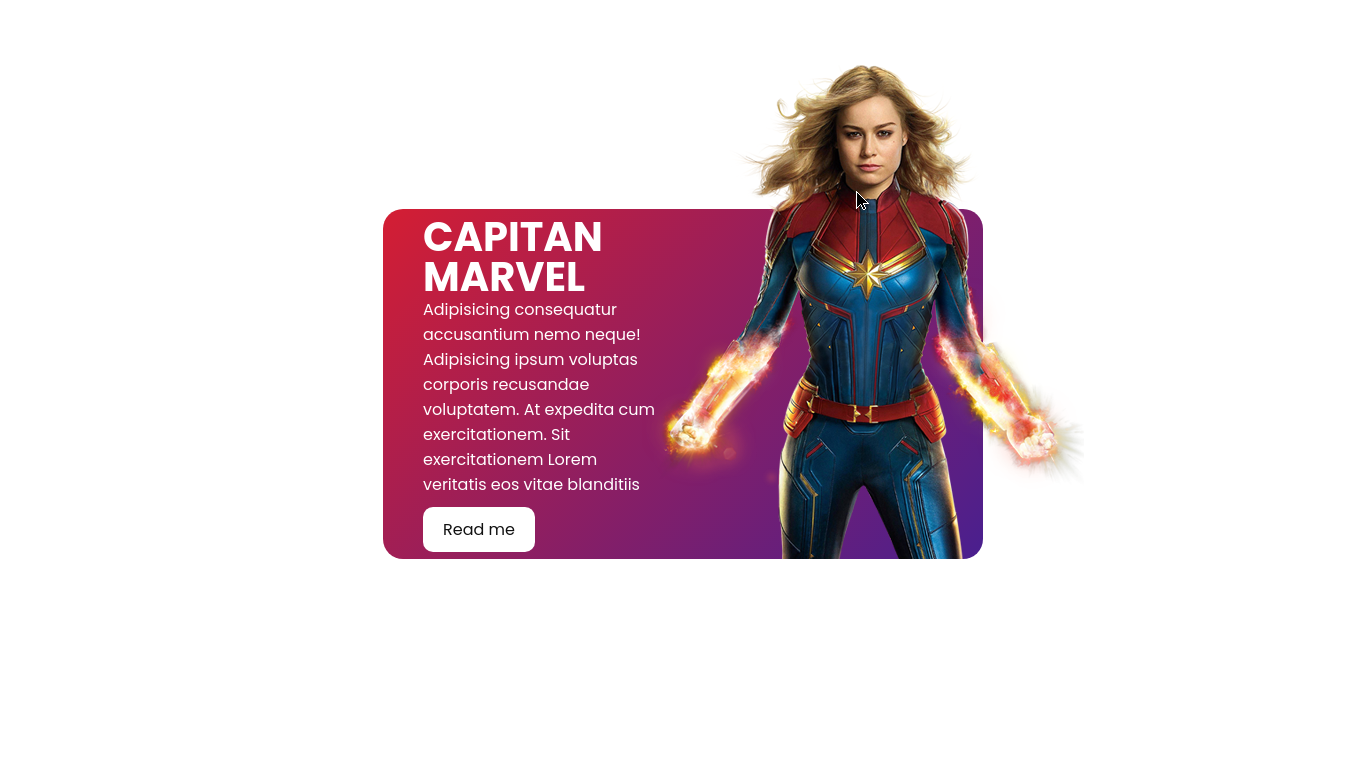 CAPITAN
MARVEL
Adipisicing consequatur
accusantium nemo neque!
Adipisicing ipsum voluptas
corporis recusandae
voluptatem. At expedita cum
exercitationem. Sit
exercitationem Lorem
veritatis eos vitae blanditiis
Read me